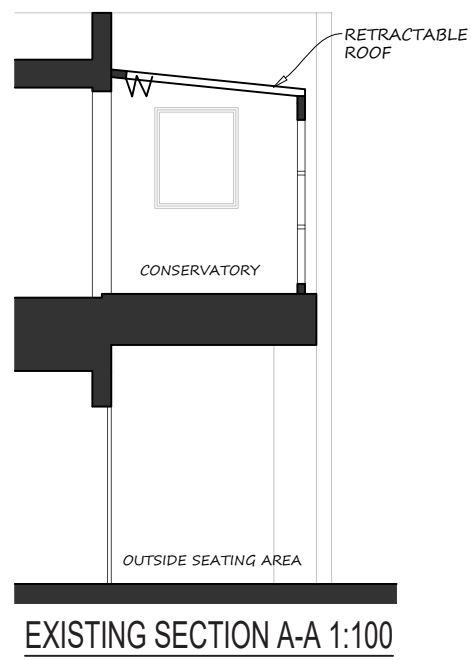 RETRACTABLE
ROOF
CONSERVATORY
OUTSIDE SEATING AREA
EXISTING SECTION A-A 1:100